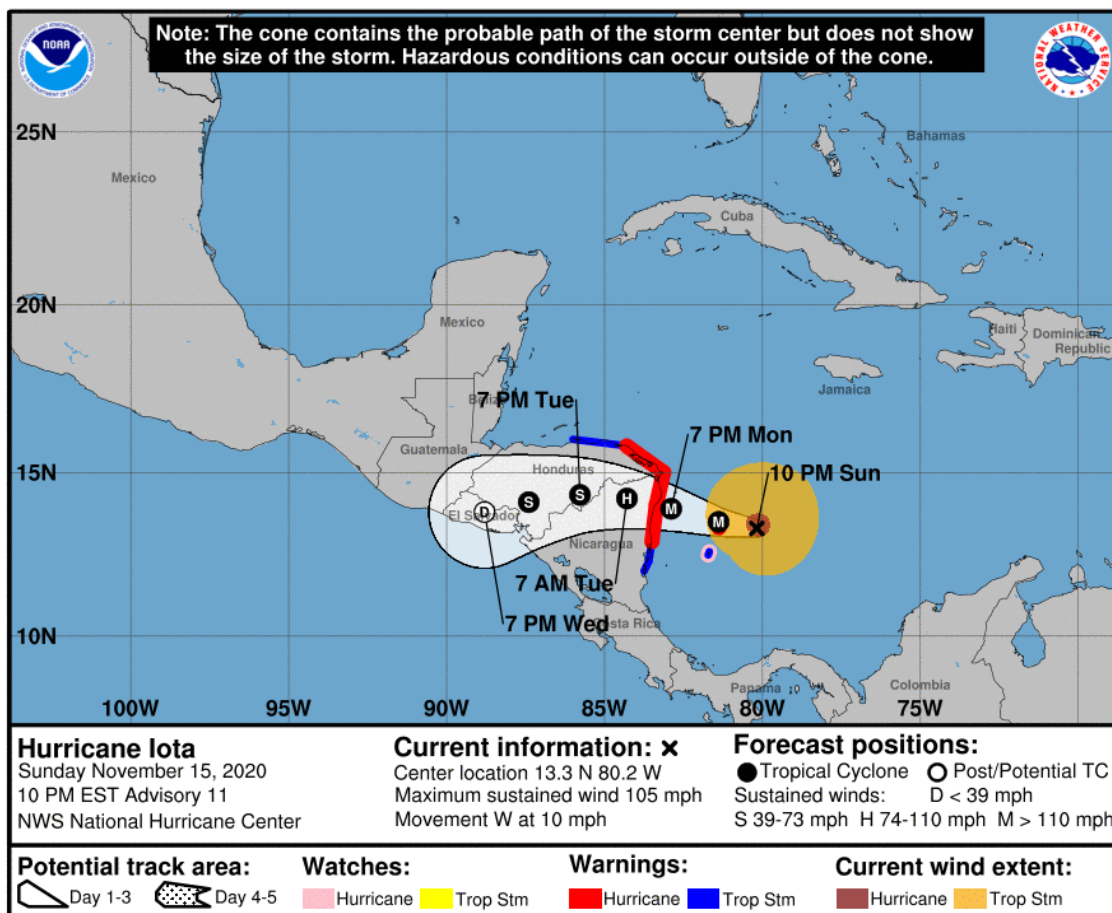 Note: The cone contains the probable path of the storm center but does not show
the size of the storm. Hazardous conditions can occur outside of the cone.
NOAA
NATIONAL WEATHER SERVICE
25N
Bahamas
Mexico
Cuba
20N
Mexico
Haiti
Dominican
Republic
Jamaica
7 PM Tue
Belize
7 PM Mon
Guatemala
15N
Honduras
10 PM Sun
H
S
S
M
M
D
El Salvador
Nicaragua
7 AM Tue
7 PM Wed
Costa Rica
10N
Panama
Colombia
100W 95W 90W 85W 80W 75W
Hurricane Iota
Sunday November 15, 2020
10 PM EST Advisory 11
NWS National Hurricane Center
Current information: ×
Center location 13.3 N 80.2 W
Maximum sustained wind 105 mph
Movement W at 10 mph
Forecast positions:
Tropical Cyclone Post/Potential TC
Sustained winds: D < 39 mph
S 39-73 mph H 74-110 mph M > 110 mph
Potential track area:
Day 1-3 Day 4-5
Watches:
Hurricane Trop Stm
Warnings:
Hurricane Trop Stm
Current wind extent:
Hurricane Trop Stm